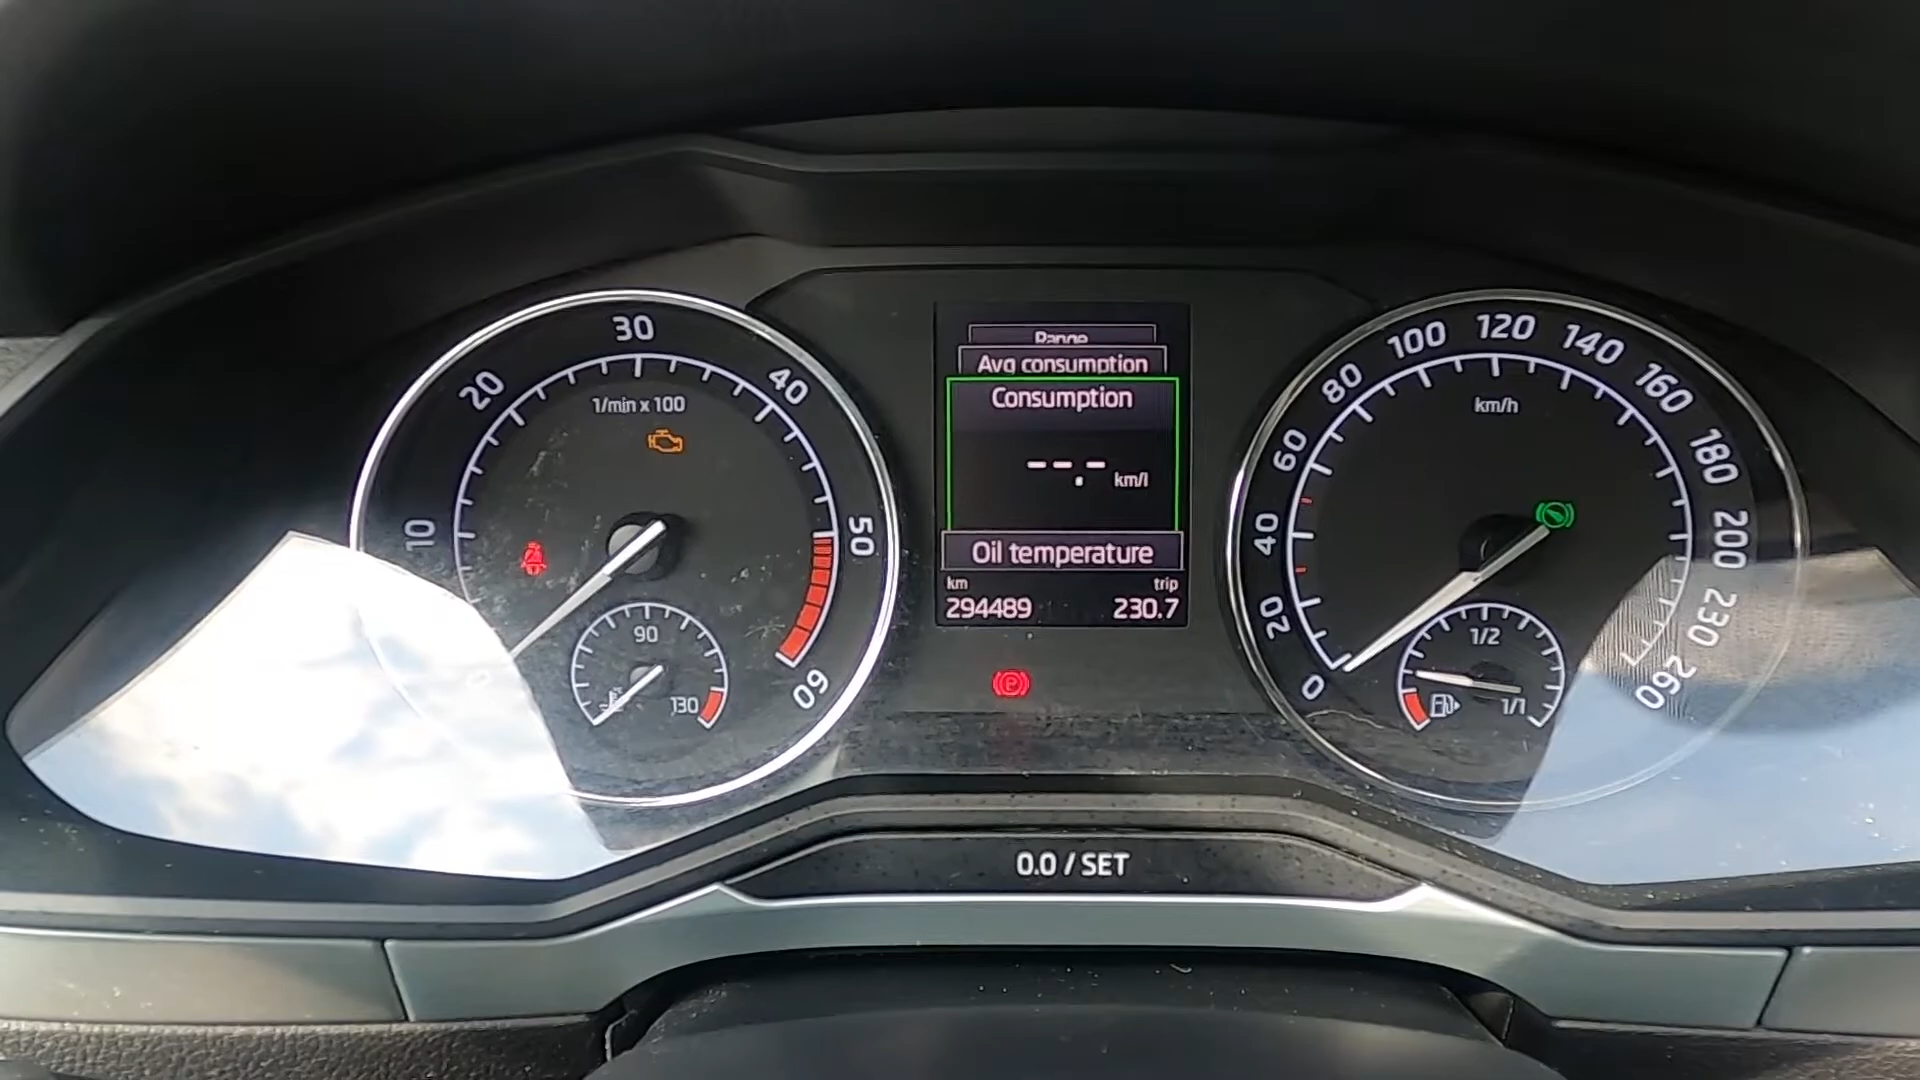 10
20
30
40
50
60
1/min x 100
90
130
Range
Avg consumption
Consumption
--.- km/l
Oil temperature
km trip
294489 230.7
0
20
40
60
80
100
120
140
160
180
200
230
260
km/h
1/2
1/1
P
0.0 / SET